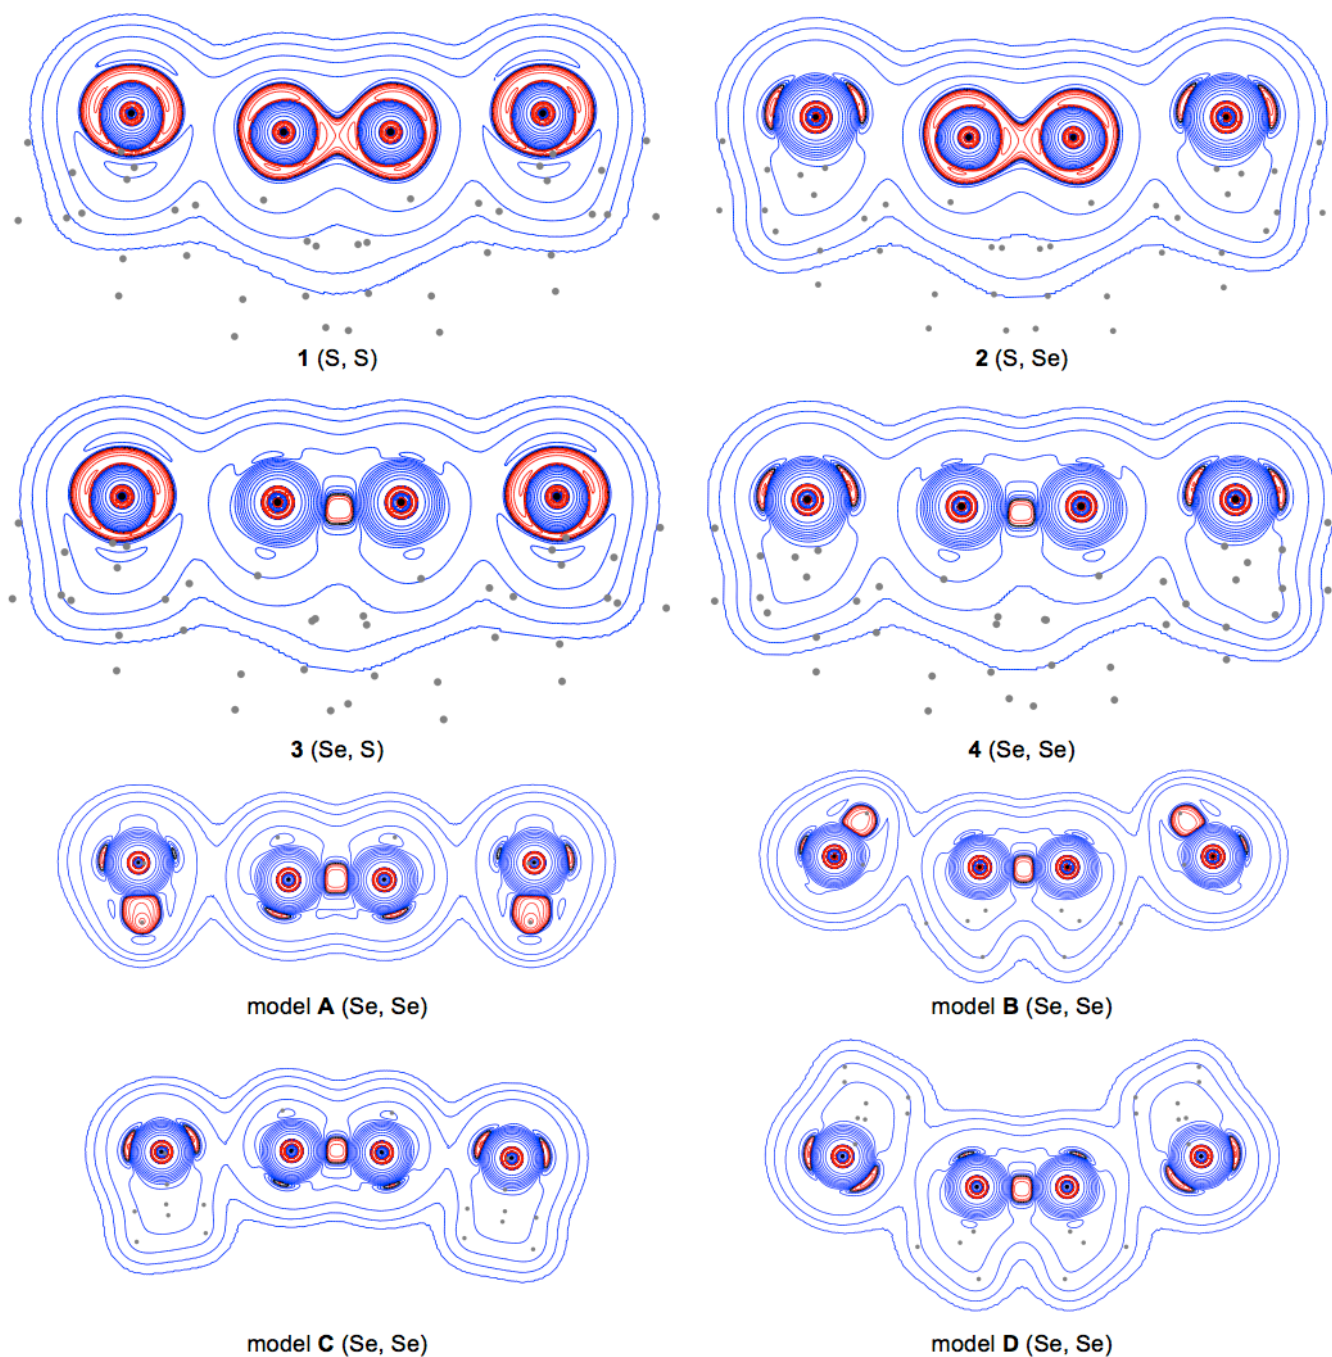 1 (S, S)
2 (S, Se)
3 (Se, S)
4 (Se, Se)
model A (Se, Se)
model B (Se, Se)
model C (Se, Se)
model D (Se, Se)